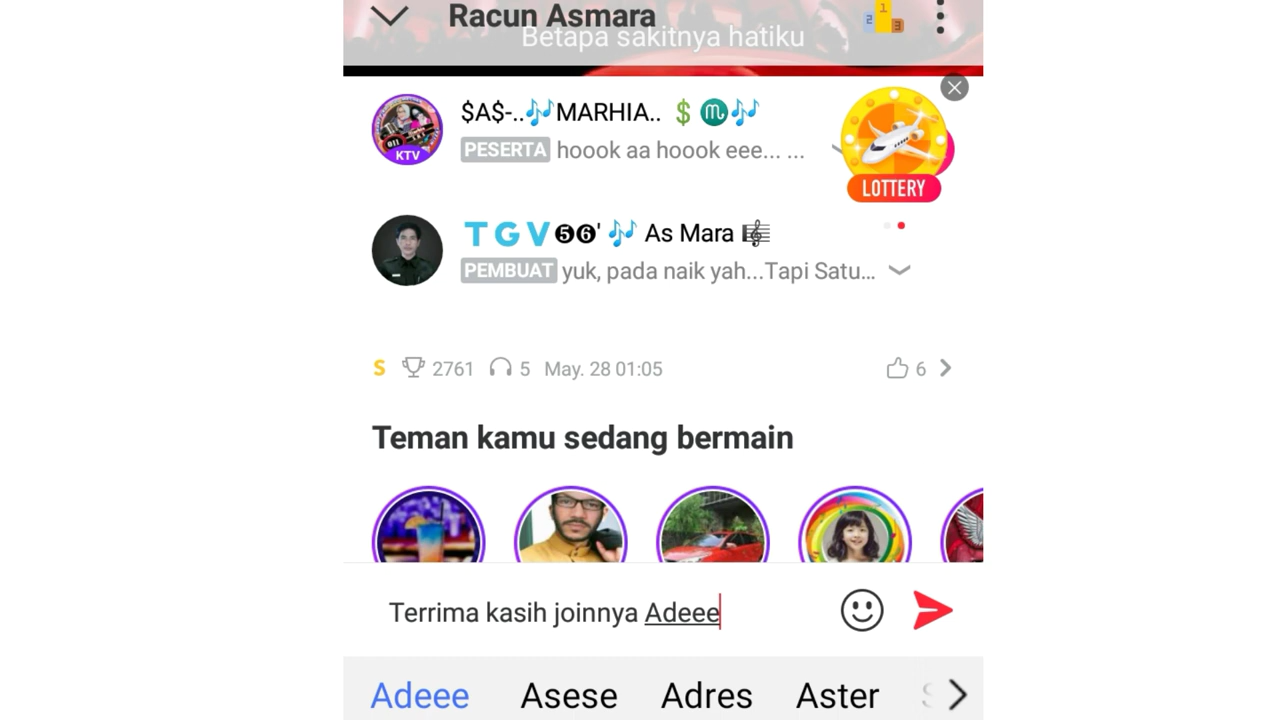 Racun Asmara
Betapa sakitnya hatiku
$A$-..🎶MARHIA.. 💲♏🎶
KTV
PESERTA hoook aa hoook eee... ...
LOTTERY
TGV❺❻' 🎶 As Mara 🎼
PEMBUAT yuk, pada naik yah...Tapi Satu...
S 2761 5 May. 28 01:05 6
Teman kamu sedang bermain
Terrima kasih joinnya Adeee
Adeee Asese Adres Aster